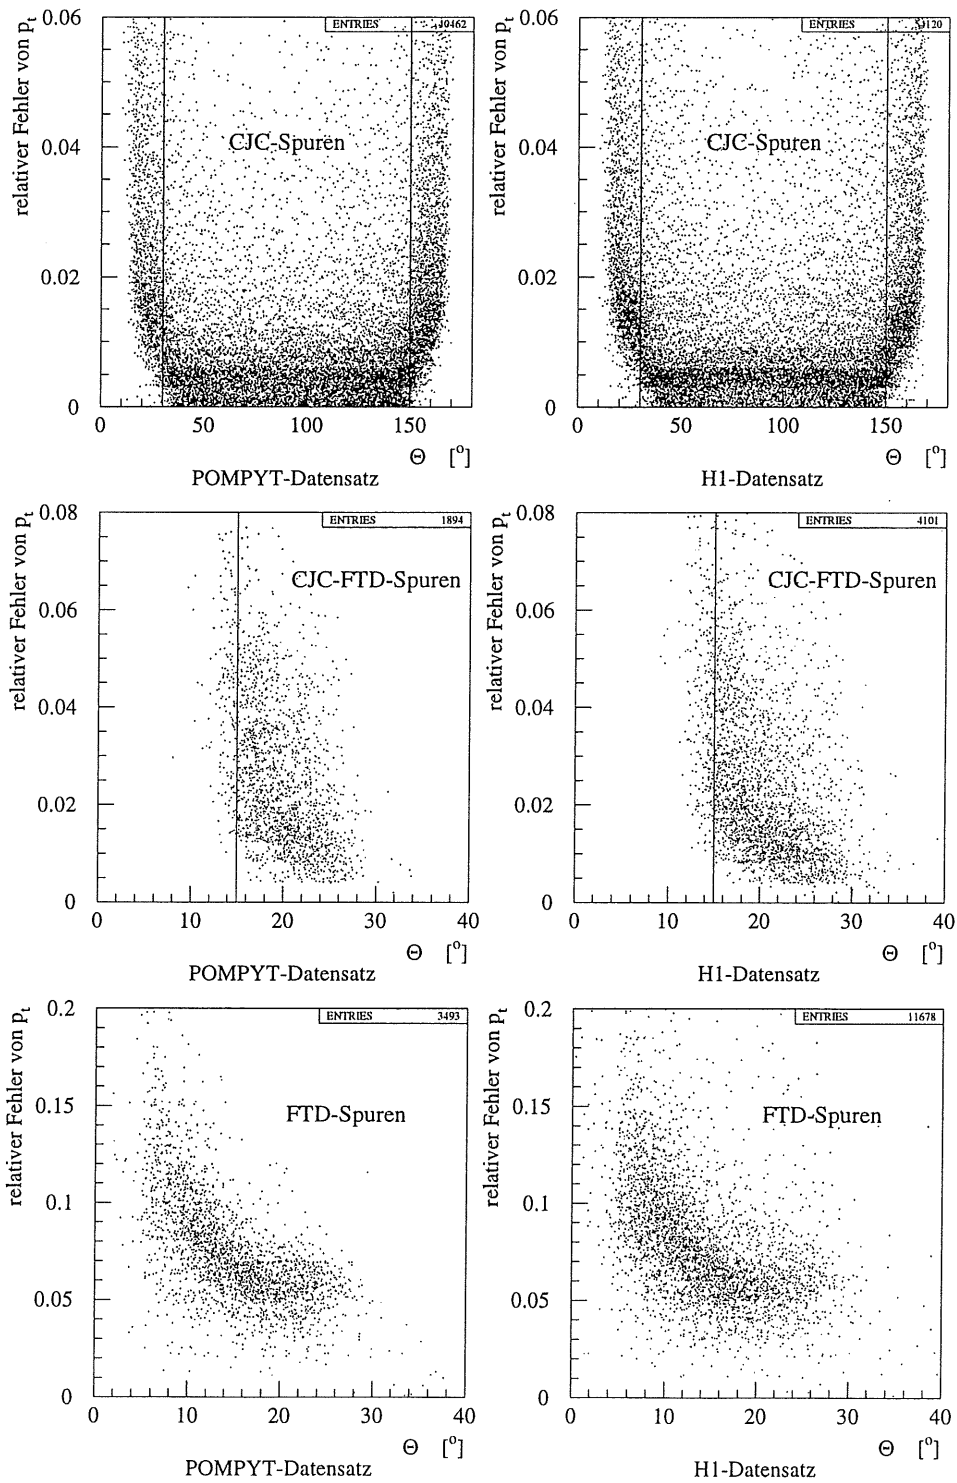 relativer Fehler von pt
0.06
0.04
0.02
0
ENTRIES
CJC-Spuren
0 50 100 150
Θ [°]
POMPYT-Datensatz
relativer Fehler von pt
0.06
0.04
0.02
0
ENTRIES
CJC-Spuren
0 50 100 150
Θ [°]
H1-Datensatz
relativer Fehler von pt
0.08
0.06
0.04
0.02
0
ENTRIES 1894
CJC-FTD-Spuren
0 10 20 30 40
Θ [°]
POMPYT-Datensatz
relativer Fehler von pt
0.08
0.06
0.04
0.02
0
ENTRIES 4101
CJC-FTD-Spuren
0 10 20 30 40
Θ [°]
H1-Datensatz
relativer Fehler von pt
0.2
0.15
0.1
0.05
0
ENTRIES 3493
FTD-Spuren
0 10 20 30 40
Θ [°]
POMPYT-Datensatz
relativer Fehler von pt
0.2
0.15
0.1
0.05
0
ENTRIES 11678
FTD-Spuren
0 10 20 30 40
Θ [°]
H1-Datensatz